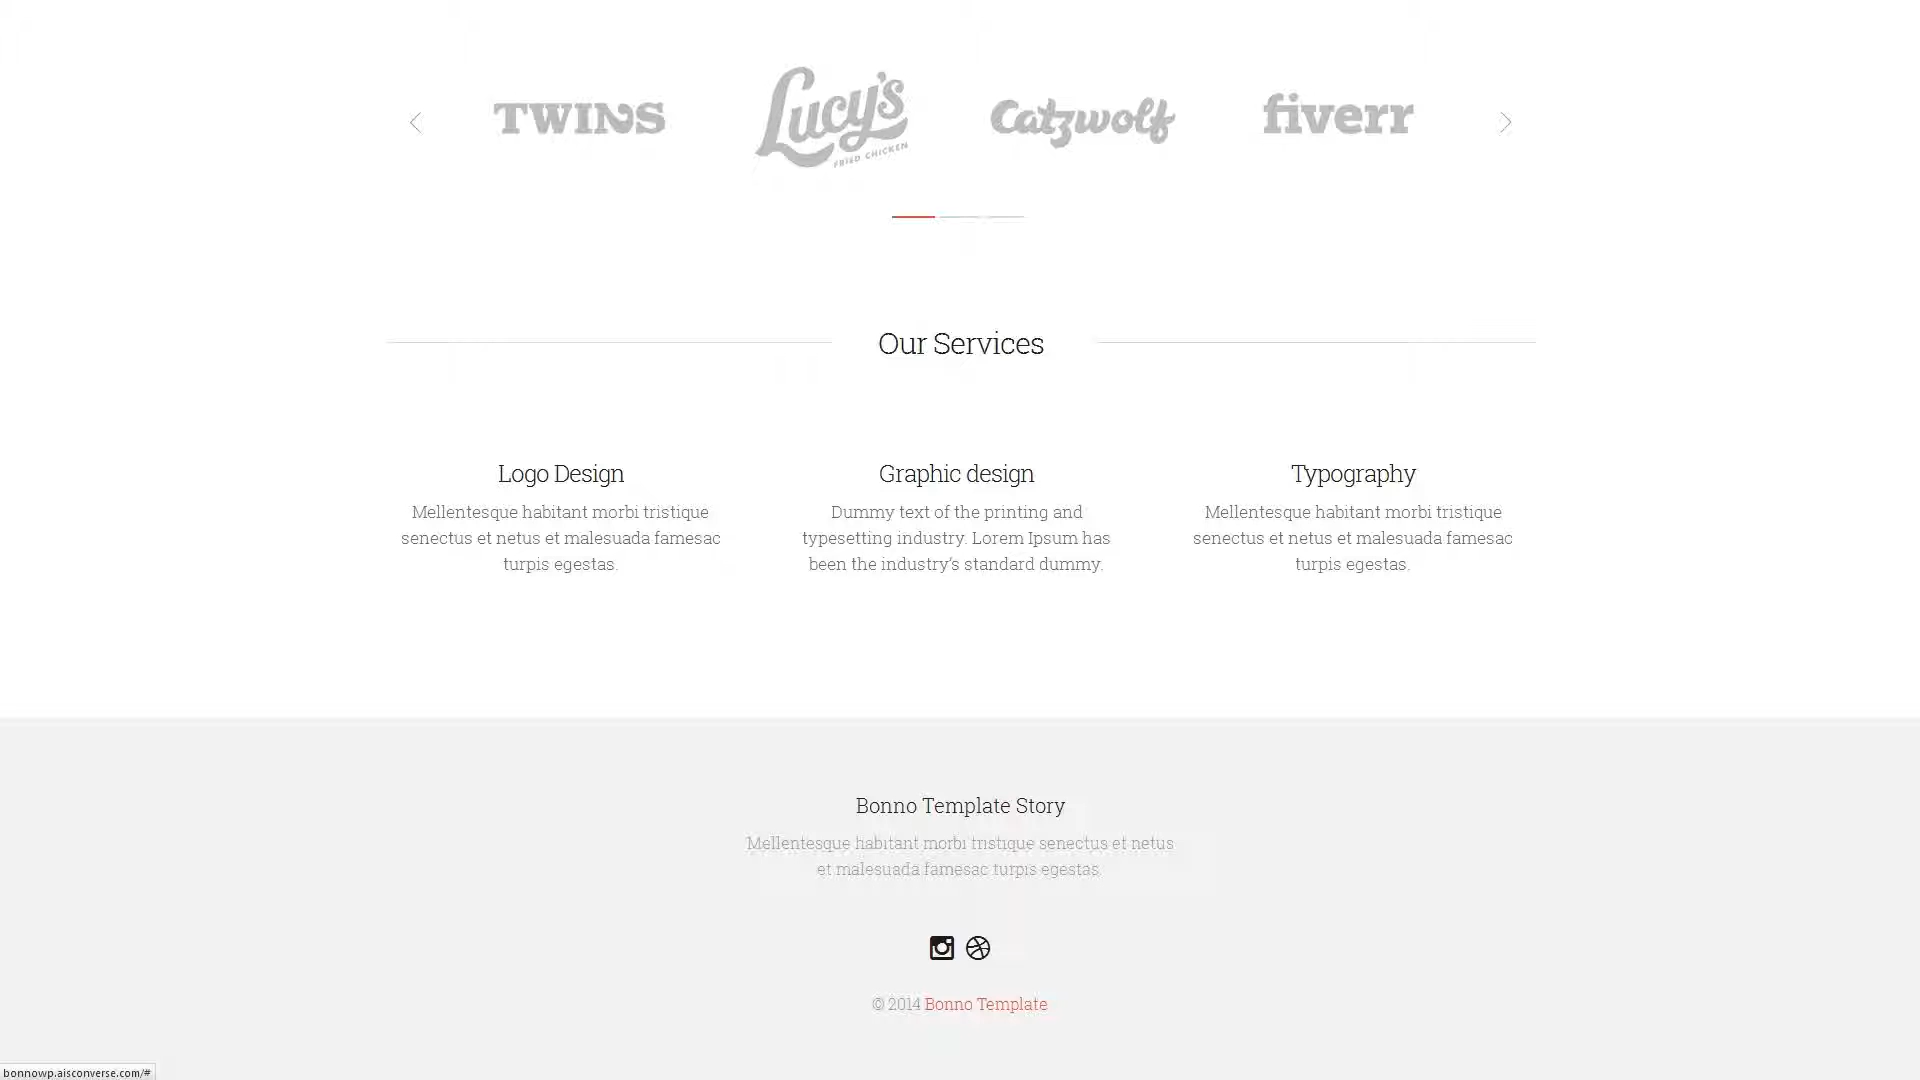 TWINS
Lucy's
FRIED CHICKEN
Catzwolf
fiverr
Our Services
Logo Design
Mellentesque habitant morbi tristique
senectus et netus et malesuada famesac
turpis egestas.
Graphic design
Dummy text of the printing and
typesetting industry. Lorem Ipsum has
been the industry’s standard dummy.
Typography
Mellentesque habitant morbi tristique
senectus et netus et malesuada famesac
turpis egestas.
Bonno Template Story
Mellentesque habitant morbi tristique senectus et netus
et malesuada famesac turpis egestas.
© 2014 Bonno Template
bonnowp.aisconverse.com/#